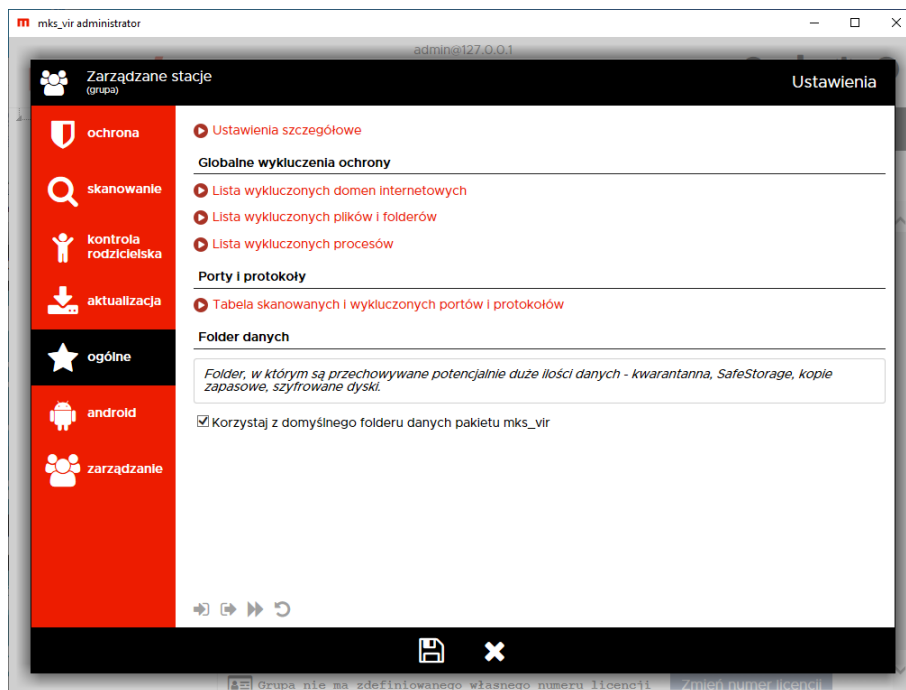 mks_vir administrator
admin@127.0.0.1
Zarządzane stacje
(grupa)
Ustawienia
ochrona
skanowanie
kontrola
rodzicielska
aktualizacja
ogólne
android
zarządzanie
Ustawienia szczegółowe
Globalne wykluczenia ochrony
Lista wykluczonych domen internetowych
Lista wykluczonych plików i folderów
Lista wykluczonych procesów
Porty i protokoły
Tabela skanowanych i wykluczonych portów i protokołów
Folder danych
Folder, w którym są przechowywane potencjalnie duże ilości danych - kwarantanna, SafeStorage, kopie
zapasowe, szyfrowane dyski.
Korzystaj z domyślnego folderu danych pakietu mks_vir
Grupa nie ma zdefiniowanego własnego numeru licencji
Zmień numer licencji